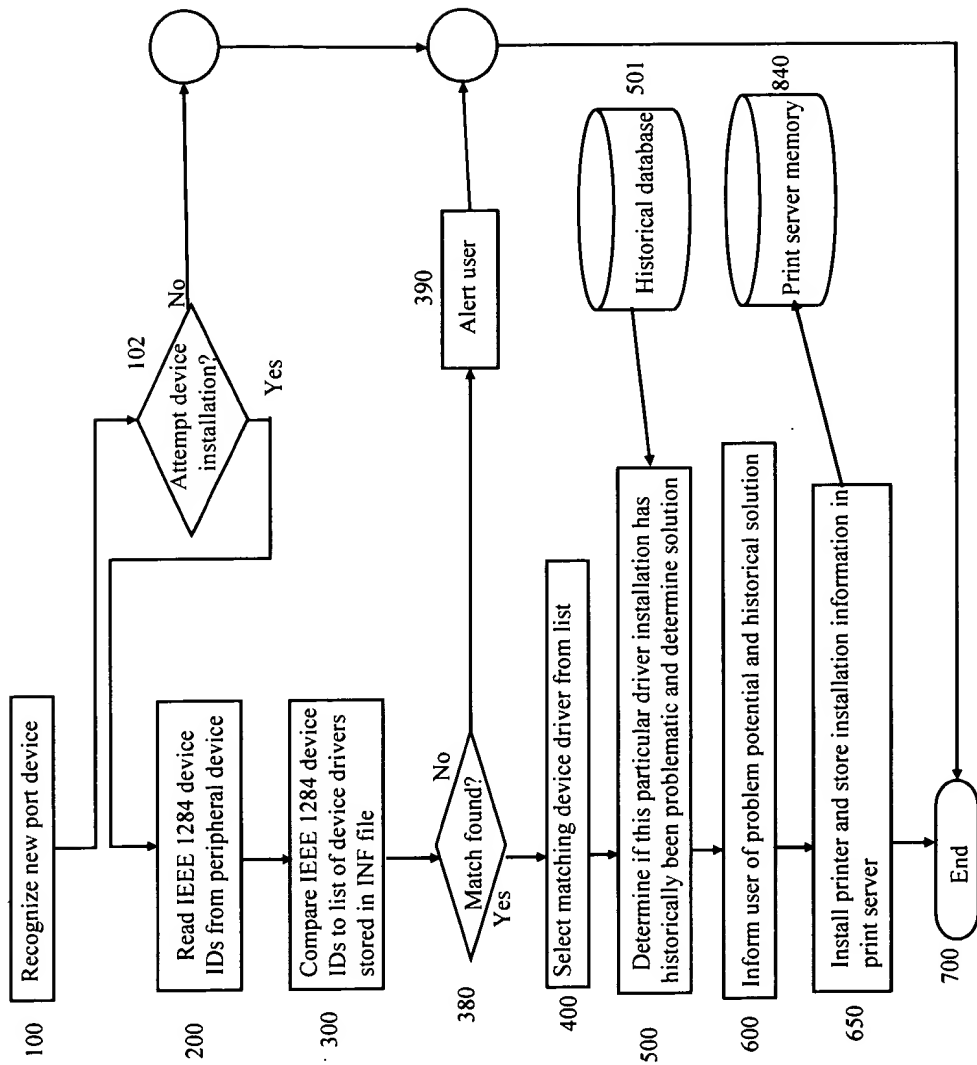 100
Recognize new port device
102
Attempt device
installation?
No
Yes
200
Read IEEE 1284 device
IDs from peripheral device
300
Compare IEEE 1284 device
IDs to list of device drivers
stored in INF file
380
Match found?
No
Yes
390
Alert user
400
Select matching device driver from list
500
Determine if this particular driver installation has
historically been problematic and determine solution
Historical database
501
600
Inform user of problem potential and historical solution
650
Install printer and store installation information in
print server
Print server memory
840
700
End